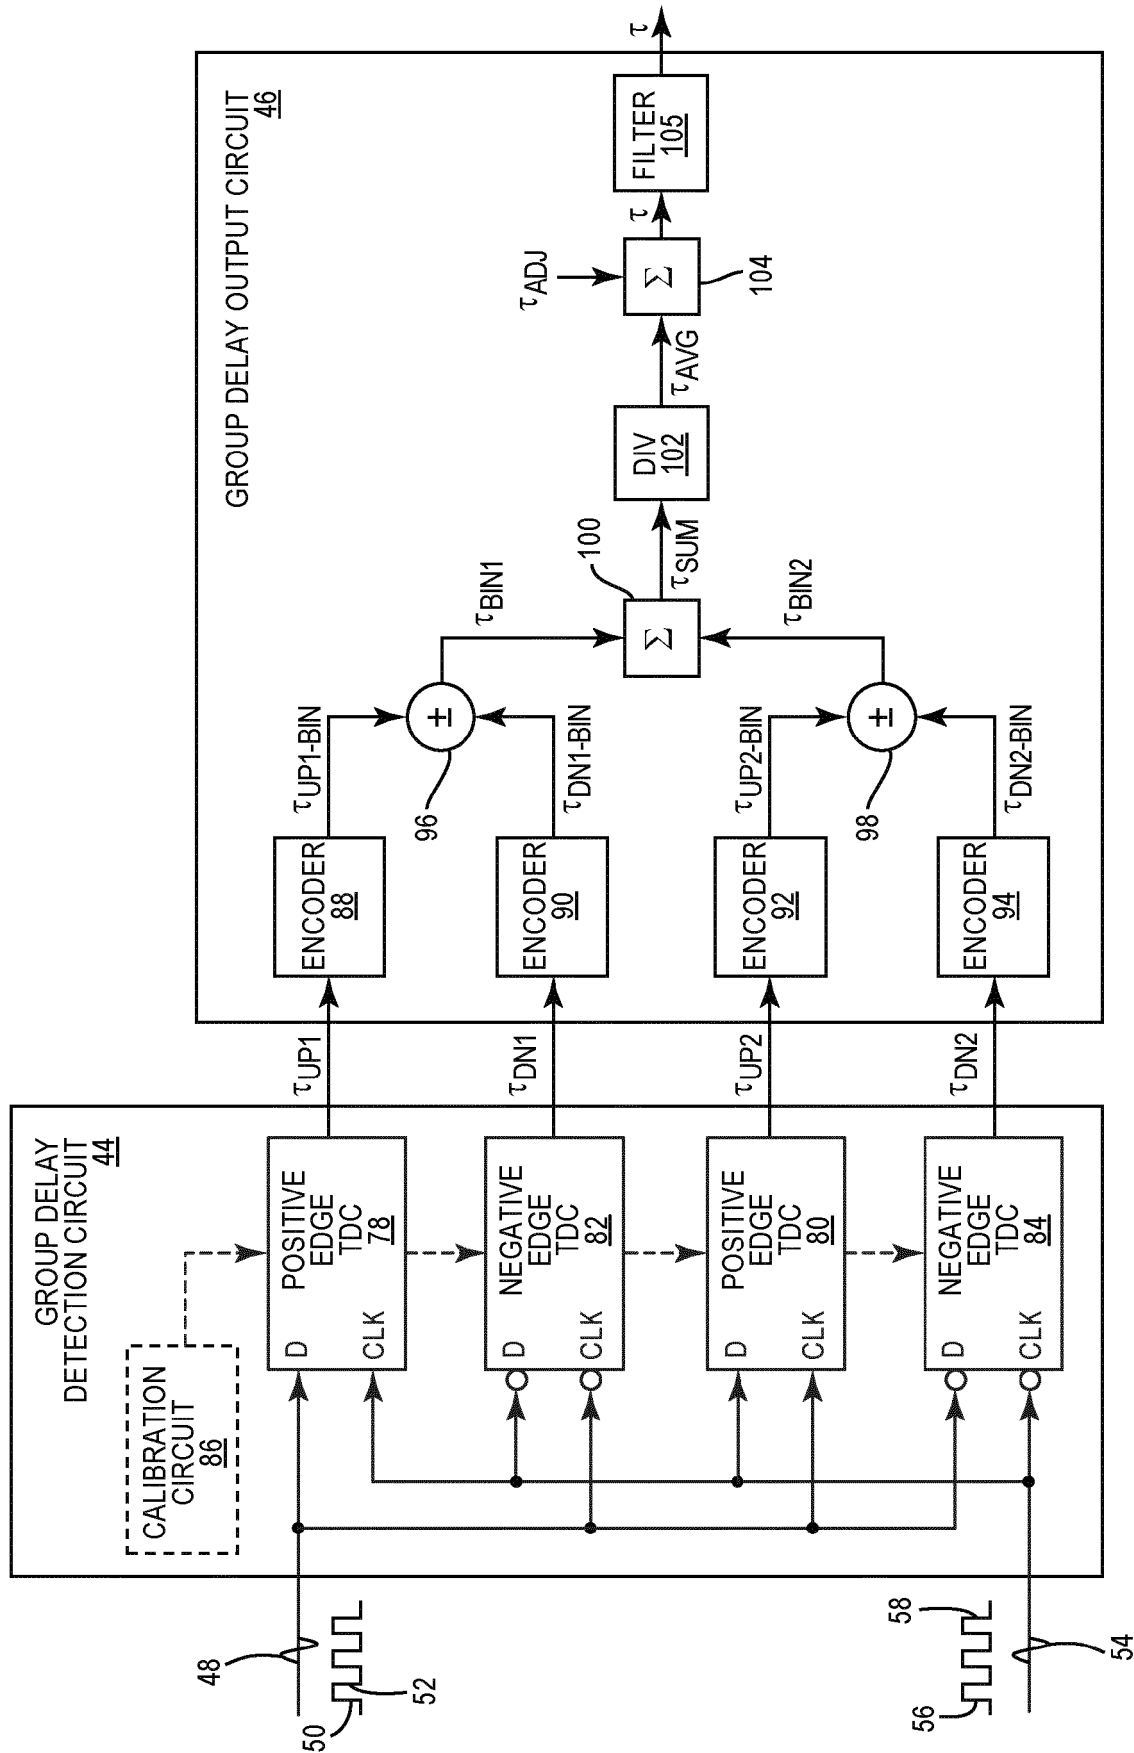 GROUP DELAY
DETECTION CIRCUIT
44
CALIBRATION
CIRCUIT
86
48
50
52
56
58
54
D
CLK
POSITIVE
EDGE
TDC
78
D
CLK
NEGATIVE
EDGE
TDC
82
D
CLK
POSITIVE
EDGE
TDC
80
D
CLK
NEGATIVE
EDGE
TDC
84
τUP1
τDN1
τUP2
τDN2
GROUP DELAY OUTPUT CIRCUIT
46
ENCODER
88
ENCODER
90
ENCODER
92
ENCODER
94
τUP1-BIN
τDN1-BIN
τUP2-BIN
τDN2-BIN
±
96
±
98
τBIN1
τBIN2
Σ
100
τSUM
DIV
102
τAVG
τADJ
Σ
104
τ
FILTER
105
τ